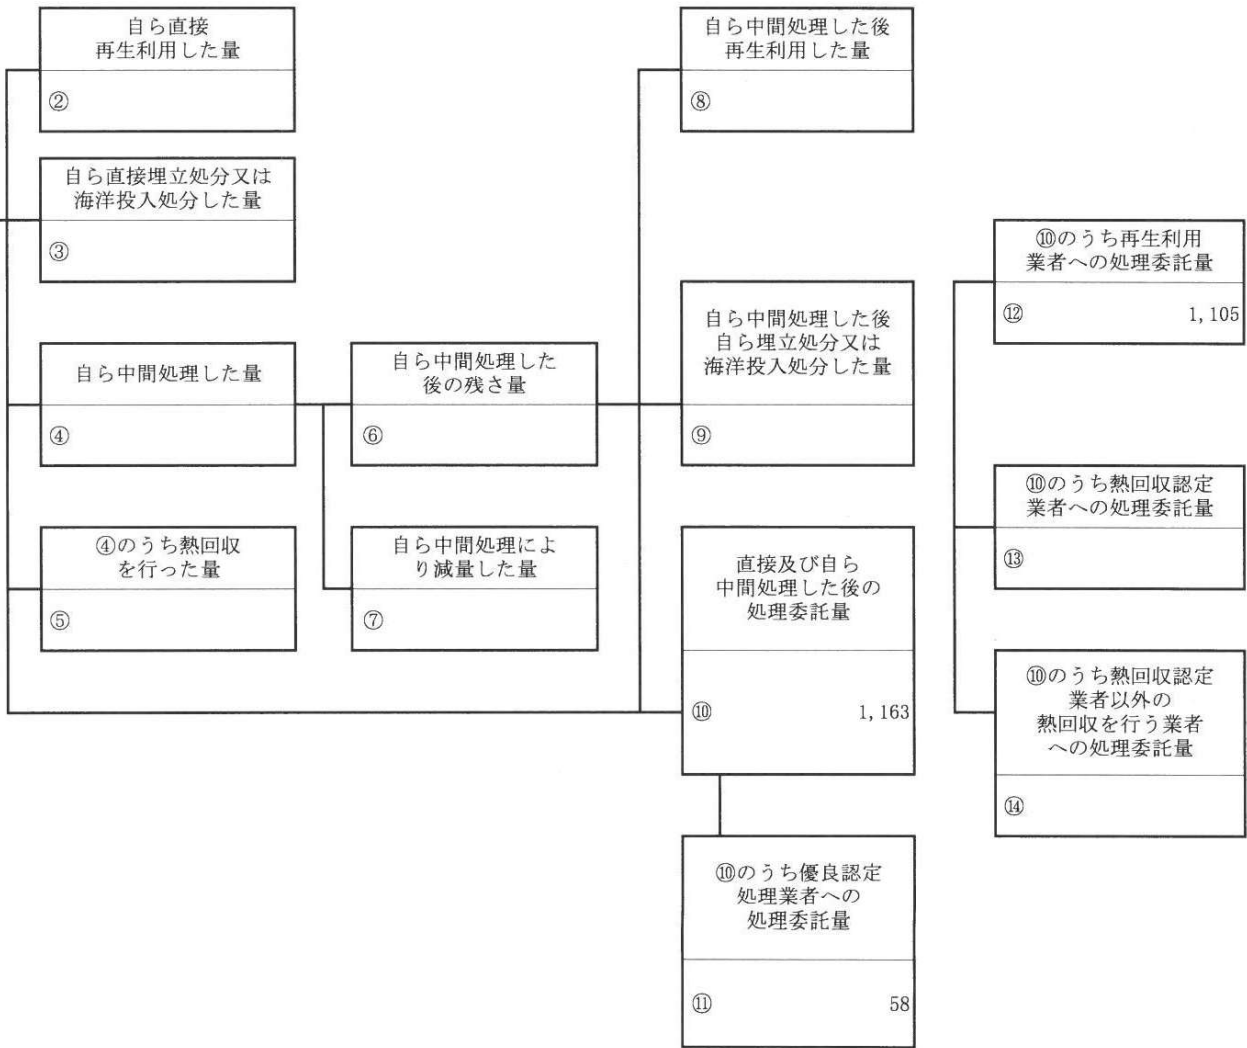 自ら直接
再生利用した量
②
自ら直接埋立処分又は
海洋投入処分した量
③
自ら中間処理した量
④
④のうち熱回収
を行った量
⑤
自ら中間処理した
後の残さ量
⑥
自ら中間処理によ
り減量した量
⑦
自ら中間処理した後
再生利用した量
⑧
自ら中間処理した後
自ら埋立処分又は
海洋投入処分した量
⑨
直接及び自ら
中間処理した後の
処理委託量
⑩ 1,163
⑩のうち優良認定
処理業者への
処理委託量
⑪ 58
⑩のうち再生利用
業者への処理委託量
⑫ 1,105
⑩のうち熱回収認定
業者への処理委託量
⑬
⑩のうち熱回収認定
業者以外の
熱回収を行う業者
への処理委託量
⑭